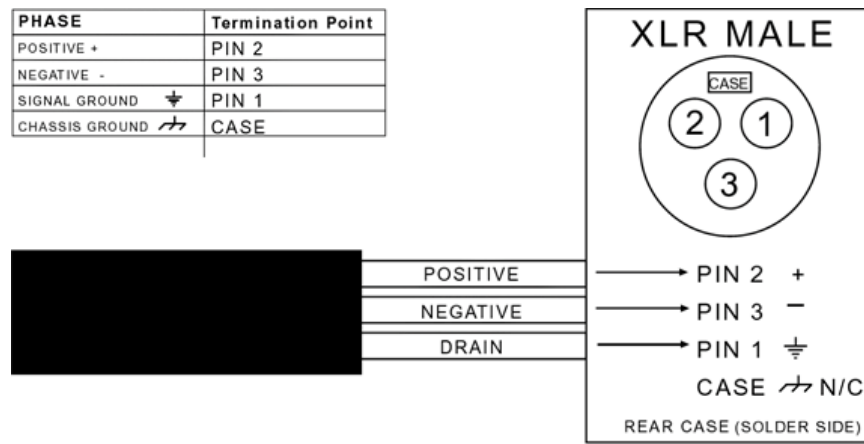 PHASE Termination Point
POSITIVE + PIN 2
NEGATIVE - PIN 3
SIGNAL GROUND PIN 1
CHASSIS GROUND CASE
XLR MALE
CASE
2 1
3
POSITIVE PIN 2 +
NEGATIVE PIN 3 −
DRAIN PIN 1
CASE N/C
REAR CASE (SOLDER SIDE)